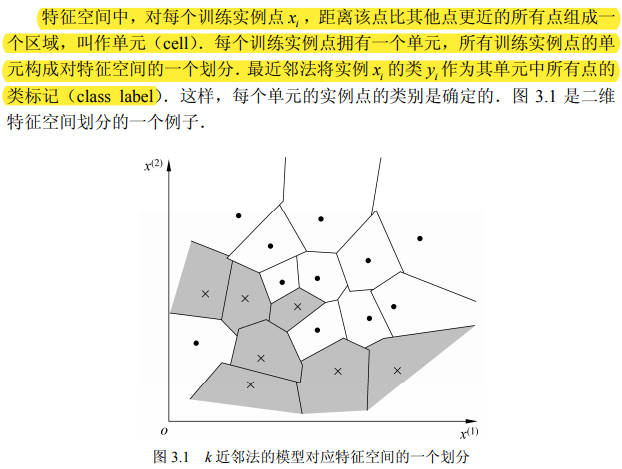 特征空间中，对每个训练实例点 xᵢ，距离该点比其他点更近的所有点组成一
个区域，叫作单元（cell）．每个训练实例点拥有一个单元，所有训练实例点的单
元构成对特征空间的一个划分．最近邻法将实例 xᵢ 的类 yᵢ 作为其单元中所有点的
类标记（class label）．这样，每个单元的实例点的类别是确定的．图 3.1 是二维
特征空间划分的一个例子．
x⁽²⁾
O
x⁽¹⁾
图 3.1 k 近邻法的模型对应特征空间的一个划分